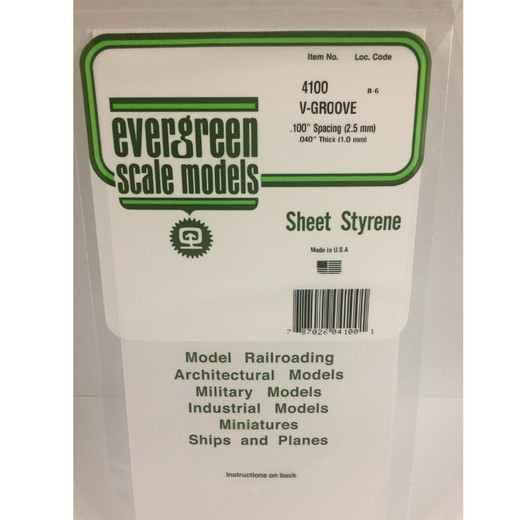 Item No. Loc. Code
4100 B-6
V-GROOVE
.100" Spacing (2.5 mm)
.040" Thick (1.0 mm)
evergreen
scale models
Sheet Styrene
Made in U.S.A
7 87026 04100 1
Model Railroading
Architectural Models
Military Models
Industrial Models
Miniatures
Ships and Planes
Instructions on back